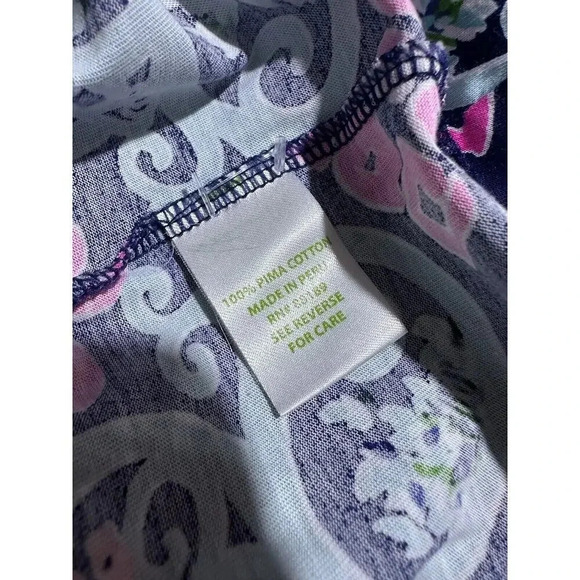 100% PIMA COTTON
MADE IN PERU
RN# 80189
SEE REVERSE
FOR CARE